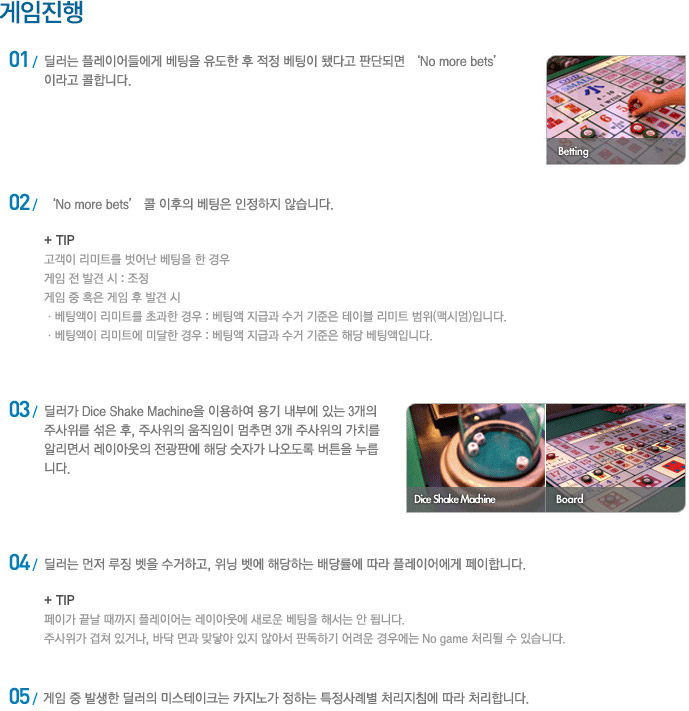 게임진행
01 / 딜러는 플레이어들에게 베팅을 유도한 후 적정 베팅이 됐다고 판단되면 ‘No more bets’
이라고 콜합니다.
Betting
02 / ‘No more bets’ 콜 이후의 베팅은 인정하지 않습니다.
+ TIP
고객이 리미트를 벗어난 베팅을 한 경우
게임 전 발견 시 : 조정
게임 중 혹은 게임 후 발견 시
· 베팅액이 리미트를 초과한 경우 : 베팅액 지급과 수거 기준은 테이블 리미트 범위(맥시멈)입니다.
· 베팅액이 리미트에 미달한 경우 : 베팅액 지급과 수거 기준은 해당 베팅액입니다.
03 / 딜러가 Dice Shake Machine을 이용하여 용기 내부에 있는 3개의
주사위를 섞은 후, 주사위의 움직임이 멈추면 3개 주사위의 가치를
알리면서 레이아웃의 전광판에 해당 숫자가 나오도록 버튼을 누릅
니다.
Dice Shake Machine
Board
04 / 딜러는 먼저 루징 벳을 수거하고, 위닝 벳에 해당하는 배당률에 따라 플레이어에게 페이합니다.
+ TIP
페이가 끝날 때까지 플레이어는 레이아웃에 새로운 베팅을 해서는 안 됩니다.
주사위가 겹쳐 있거나, 바닥 면과 맞닿아 있지 않아서 판독하기 어려운 경우에는 No game 처리될 수 있습니다.
05 / 게임 중 발생한 딜러의 미스테이크는 카지노가 정하는 특정사례별 처리지침에 따라 처리합니다.